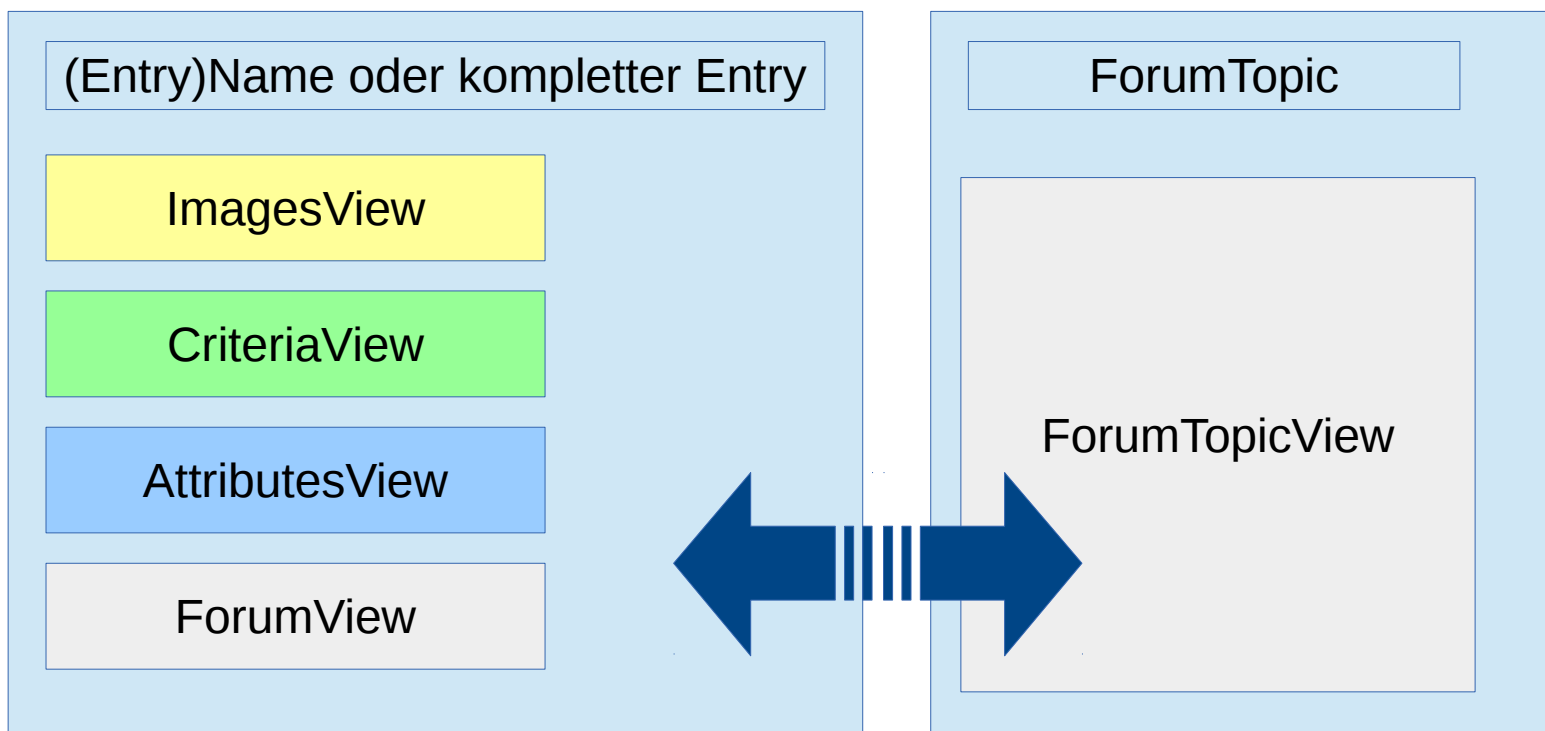 (Entry)Name oder kompletter Entry
ImagesView
CriteriaView
AttributesView
ForumView
ForumTopic
ForumTopicView